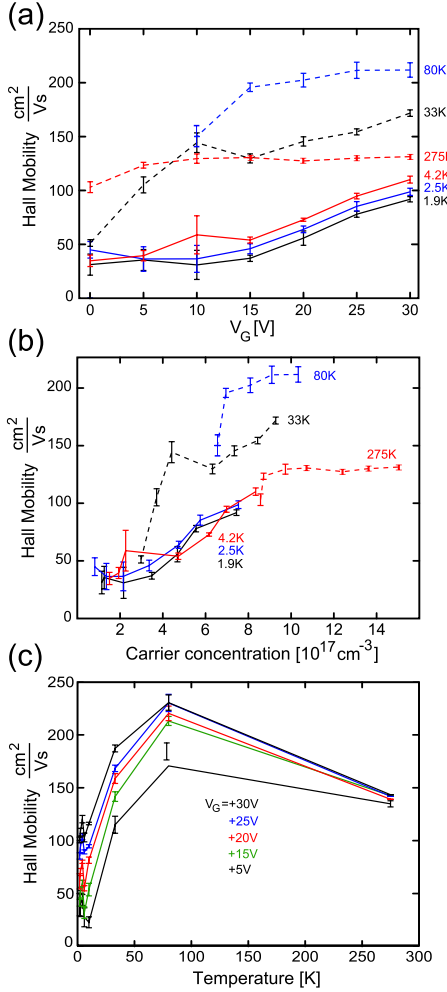 (a)
250
200
150
100
50
0
Hall Mobility cm²/Vs
80K
33K
275K
4.2K
2.5K
1.9K
0 5 10 15 20 25 30
V_G [V]
(b)
200
150
100
50
0
Hall Mobility cm²/Vs
80K
33K
275K
4.2K
2.5K
1.9K
2 4 6 8 10 12 14
Carrier concentration [10¹⁷cm⁻³]
(c)
250
200
150
100
50
0
Hall Mobility cm²/Vs
V_G=+30V
+25V
+20V
+15V
+5V
0 50 100 150 200 250 300
Temperature [K]